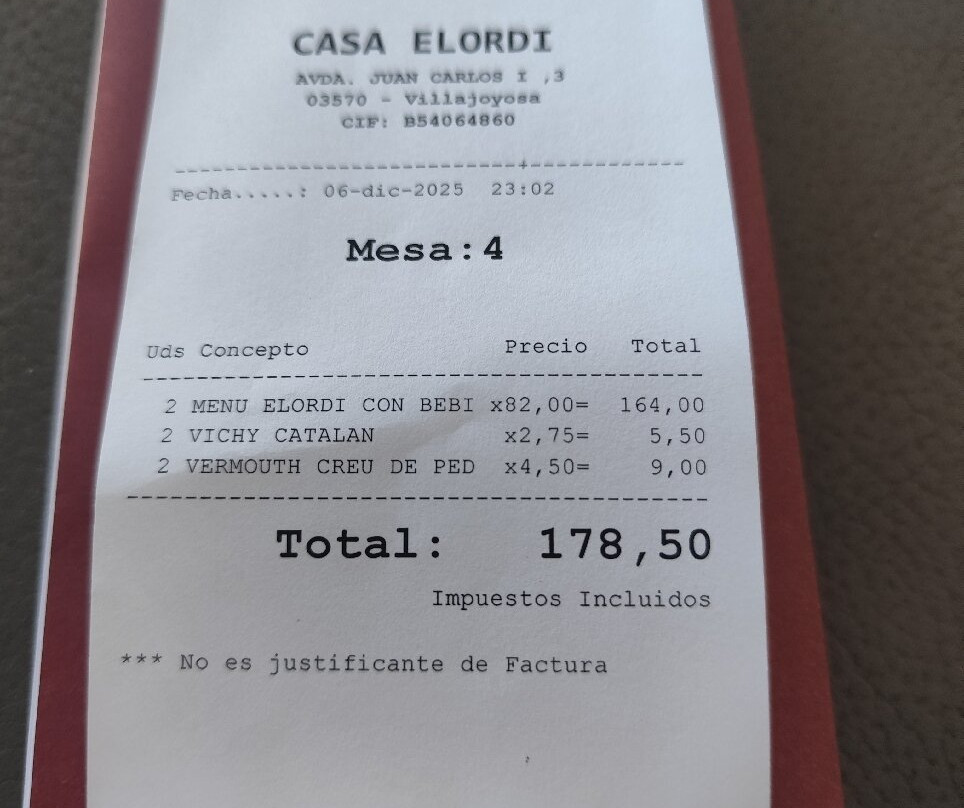 CASA ELORDI
AVDA. JUAN CARLOS I ,3
03570 - Villajoyosa
CIF: B54064860
---------------------------+------------
Fecha.....: 06-dic-2025 23:02
Mesa:4
Uds Concepto Precio Total
--------------------------------------------
2 MENU ELORDI CON BEBI x82,00= 164,00
2 VICHY CATALAN x2,75= 5,50
2 VERMOUTH CREU DE PED x4,50= 9,00
--------------------------------------------
Total: 178,50
Impuestos Incluidos
*** No es justificante de Factura